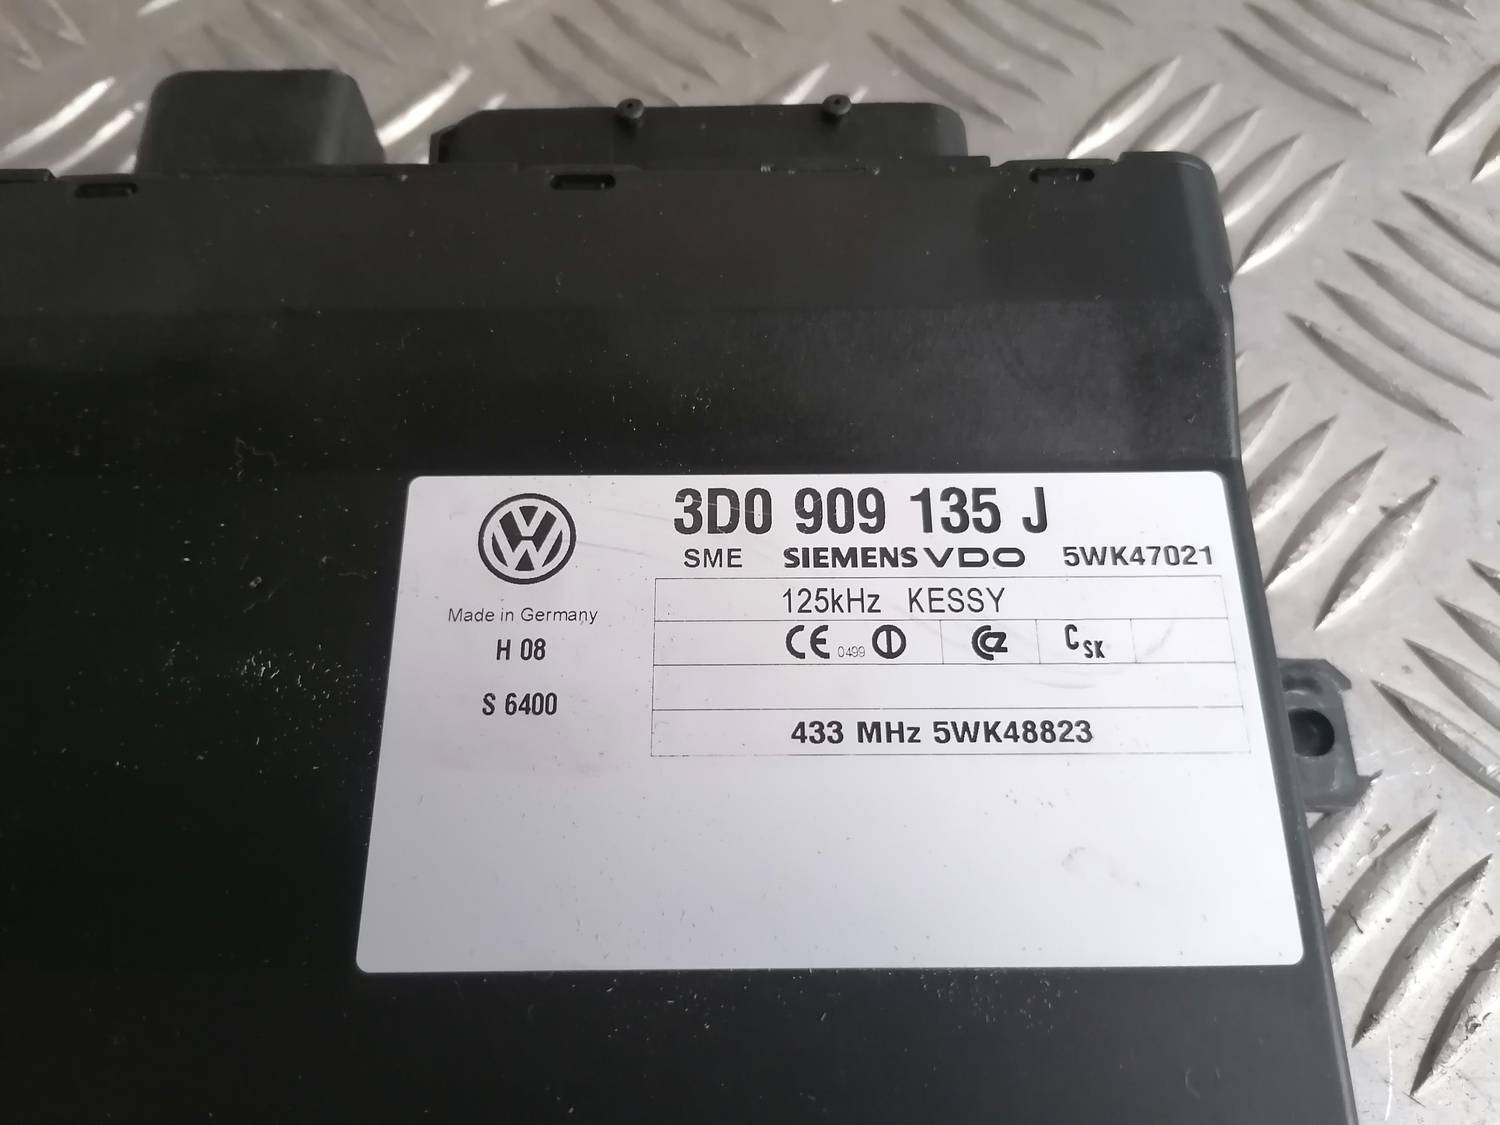 3D0 909 135 J
SME SIEMENS VDO 5WK47021
Made in Germany
H 08
S 6400
125kHz KESSY
CE 0499
CSK
433 MHz 5WK48823